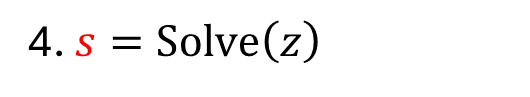 4. s = Solve(z)